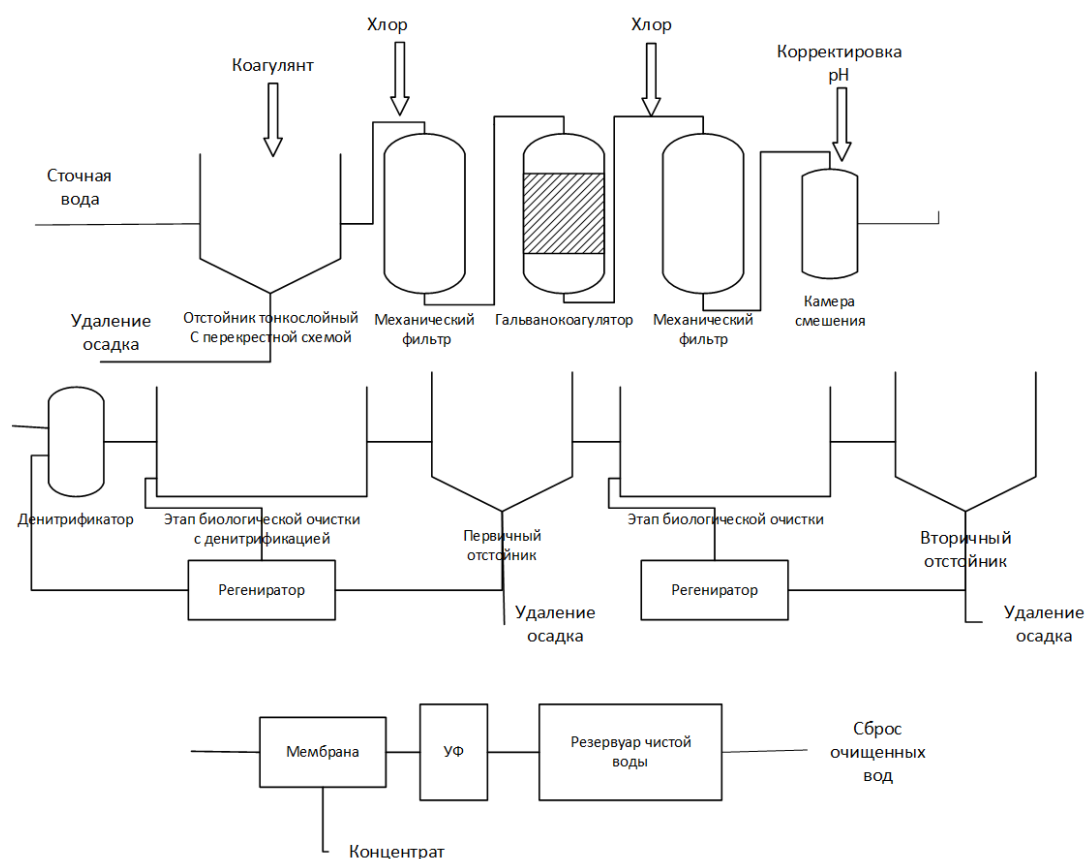 Хлор
Хлор
Коагулянт
Корректировка
pH
Сточная
вода
Удаление
осадка
Отстойник тонкослойный
С перекрестной схемой
Механический
фильтр
Гальванокоагулятор
Механический
фильтр
Камера
смешения
Денитрификатор
Этап биологической очистки
с денитрификацией
Первичный
отстойник
Этап биологической очистки
Вторичный
отстойник
Регениратор
Регениратор
Удаление
осадка
Удаление
осадка
Мембрана
УФ
Резервуар чистой
воды
Сброс
очищенных
вод
Концентрат